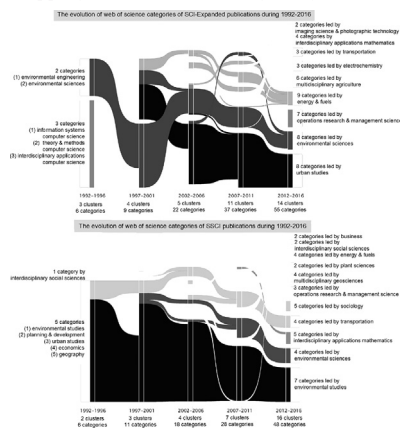 The evolution of web of science categories of SCI-Expanded publications during 1992-2016
2 categories led by
imaging science & photographic technology
4 categories led by
interdisciplinary applications mathematics
3 categories led by transportation
3 categories led by electrochemistry
6 categories led by
multidisciplinary agriculture
9 categories led by
energy & fuels
7 categories led by
operations research & management science
8 categories led by
environmental sciences
8 categories led by
urban studies
2 categories
(1) environmental engineering
(2) environmental sciences
3 categories
(1) information systems
computer science
(2) theory & methods
computer science
(3) interdisciplinary applications
computer science
1992-1996
3 clusters
6 categories
1997-2001
4 clusters
9 categories
2002-2006
5 clusters
22 categories
2007-2011
11 clusters
37 categories
2012-2016
14 clusters
55 categories
The evolution of web of science categories of SSCI publications during 1992-2016
2 categories led by business
2 categories led by
interdisciplinary social sciences
4 categories led by energy & fuels
2 categories led by plant sciences
4 categories led by
multidisciplinary geosciences
3 categories led by
operations research & management science
5 categories led by sociology
4 categories led by transportation
5 categories led by
interdisciplinary applications mathematics
4 categories led by
environmental sciences
7 categories led by
environmental studies
1 category by
interdisciplinary social sciences
5 categories
(1) environmental studies
(2) planning & development
(3) urban studies
(4) economics
(5) geography
1992-1996
2 clusters
6 categories
1997-2001
3 clusters
11 categories
2002-2006
4 clusters
18 categories
2007-2011
7 clusters
28 categories
2012-2015
16 clusters
48 categories